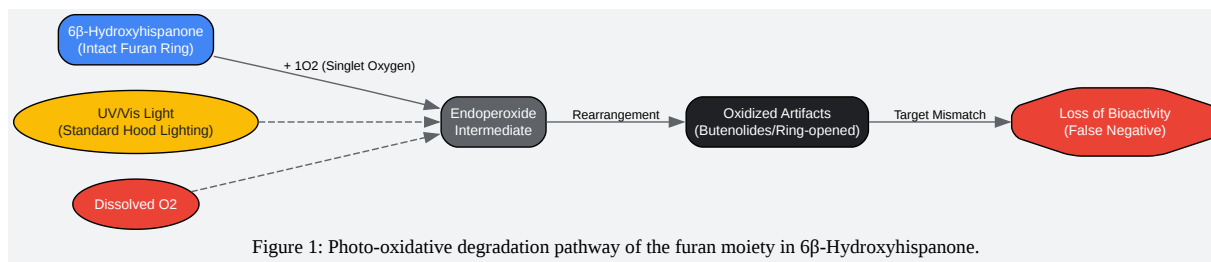 6β-Hydroxyhispanone
(Intact Furan Ring)
+ 1O2 (Singlet Oxygen)
UV/Vis Light
(Standard Hood Lighting)
Dissolved O2
Endoperoxide
Intermediate
Rearrangement
Oxidized Artifacts
(Butenolides/Ring-opened)
Target Mismatch
Loss of Bioactivity
(False Negative)
Figure 1: Photo-oxidative degradation pathway of the furan moiety in 6β-Hydroxyhispanone.